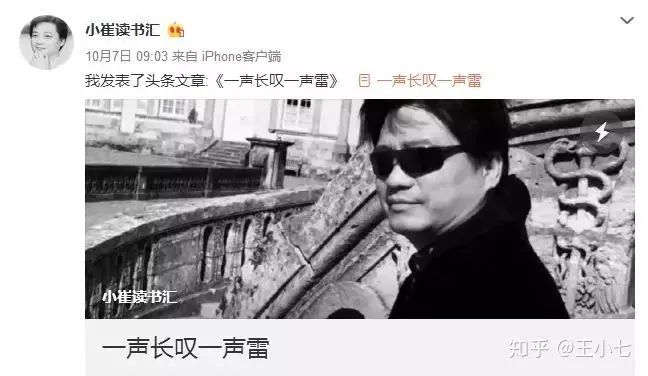 小崔读书汇
10月7日 09:03 来自 iPhone客户端
我发表了头条文章:《一声长叹一声雷》 一声长叹一声雷
小崔读书汇
一声长叹一声雷
知乎 @王小七